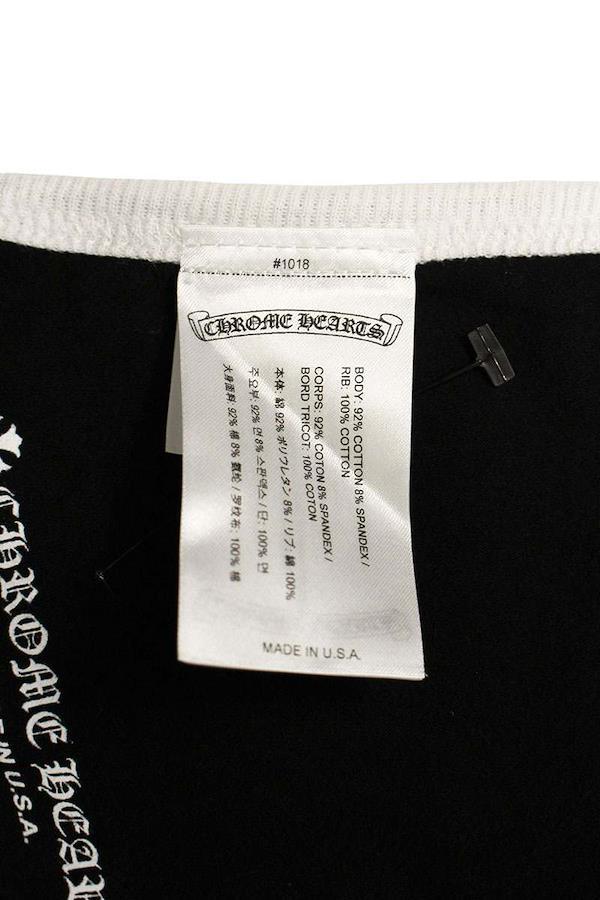 #1018
CHROME HEARTS
BODY: 92% COTTON 8% SPANDEX /
RIB: 100% COTTON
CORPS: 92% COTON 8% SPANDEX /
BORD TRICOT: 100% COTON
本体: 綿 92% ポリウレタン 8% / リブ: 綿 100%
주요부: 92% 면 8% 스판덱스 / 단: 100% 면
大身面料: 92% 棉 8% 氨纶 / 罗纹布: 100% 棉
MADE IN U.S.A.
CHROME HEAR
E IN U.S.A.